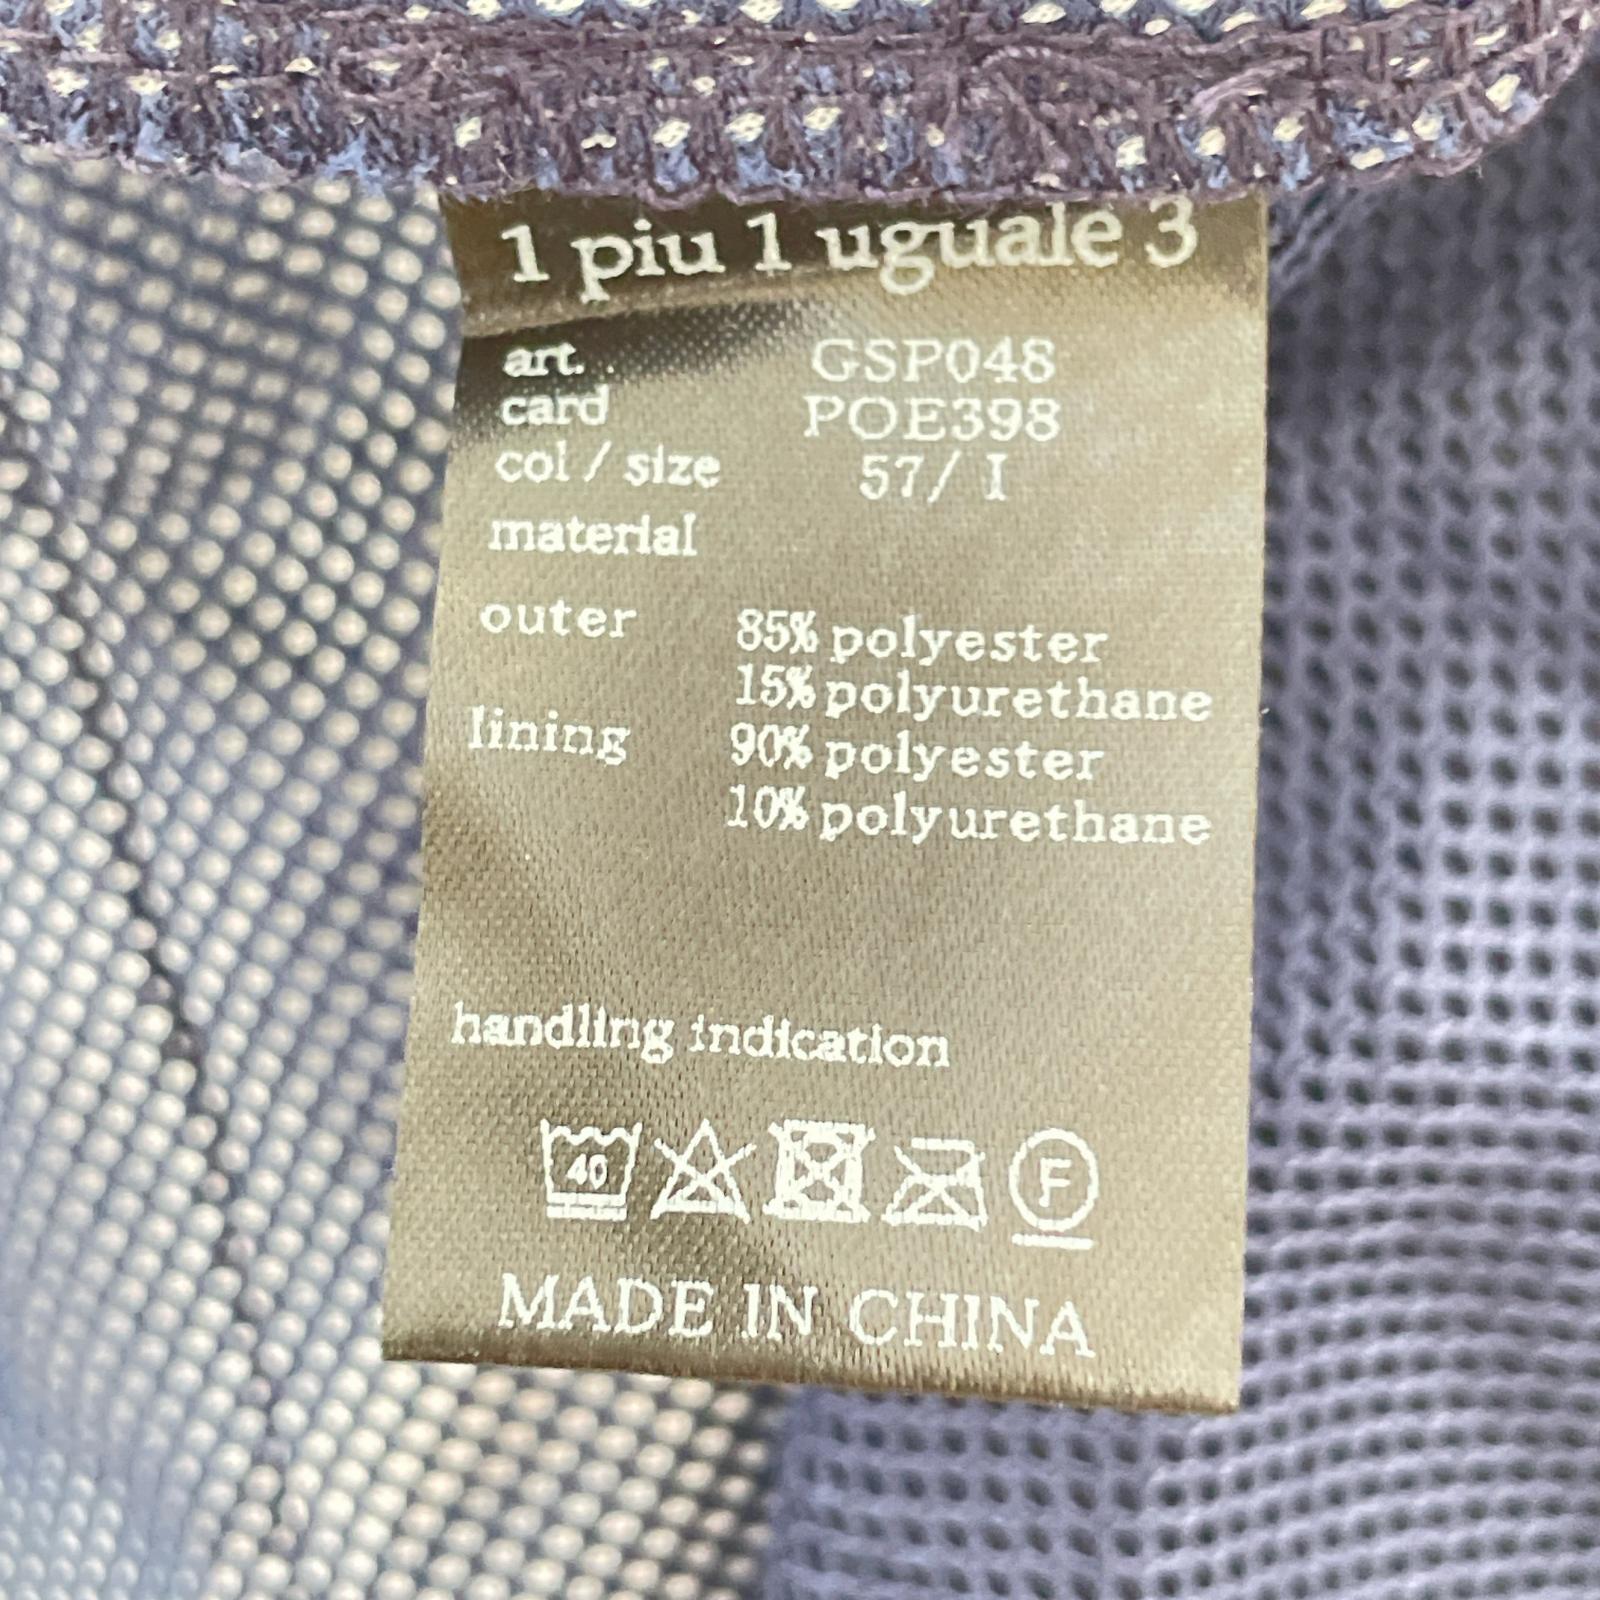 1 piu 1 uguale 3
art. GSP048
card POE398
col / size 57/ I
material
outer 85% polyester
15% polyurethane
lining 90% polyester
10% polyurethane
handling indication
40 F
MADE IN CHINA